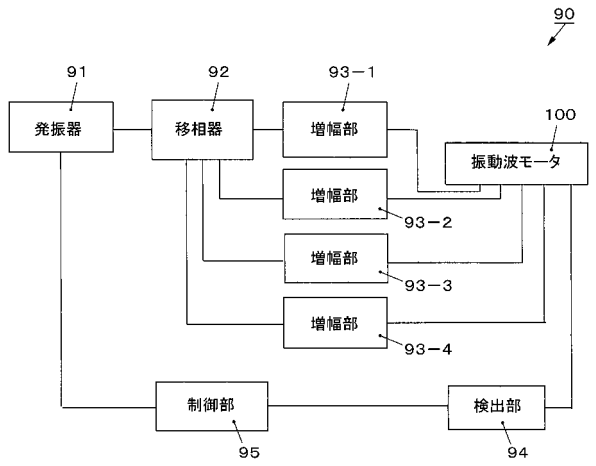 90
91
92
93-1
発振器
移相器
増幅部
100
振動波モータ
増幅部
93-2
増幅部
93-3
増幅部
93-4
制御部
検出部
95
94